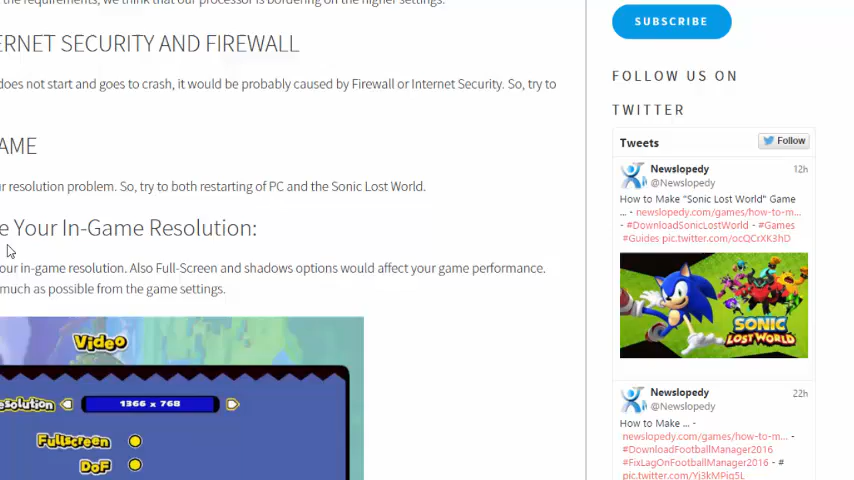 the requirements, we think that our processor is bordering on the higher settings.
ERNET SECURITY AND FIREWALL
does not start and goes to crash, it would be probably caused by Firewall or Internet Security. So, try to
AME
ur resolution problem. So, try to both restarting of PC and the Sonic Lost World.
e Your In-Game Resolution:
our in-game resolution. Also Full-Screen and shadows options would affect your game performance.
much as possible from the game settings.
Video
esolution
1366 x 768
Fullscreen
DoF
SUBSCRIBE
FOLLOW US ON
TWITTER
Tweets
Follow
Newslopedy
12h
@Newslopedy
How to Make "Sonic Lost World" Game
... - newslopedy.com/games/how-to-m...
- #DownloadSonicLostWorld - #Games
#Guides pic.twitter.com/ocQCrXK3hD
SONIC
LOST WORLD
Newslopedy
22h
@Newslopedy
How to Make ... -
newslopedy.com/games/how-to-m... -
#DownloadFootballManager2016
#FixLagOnFootballManager2016 - #
pic.twitter.com/Yj3kMPiq5L